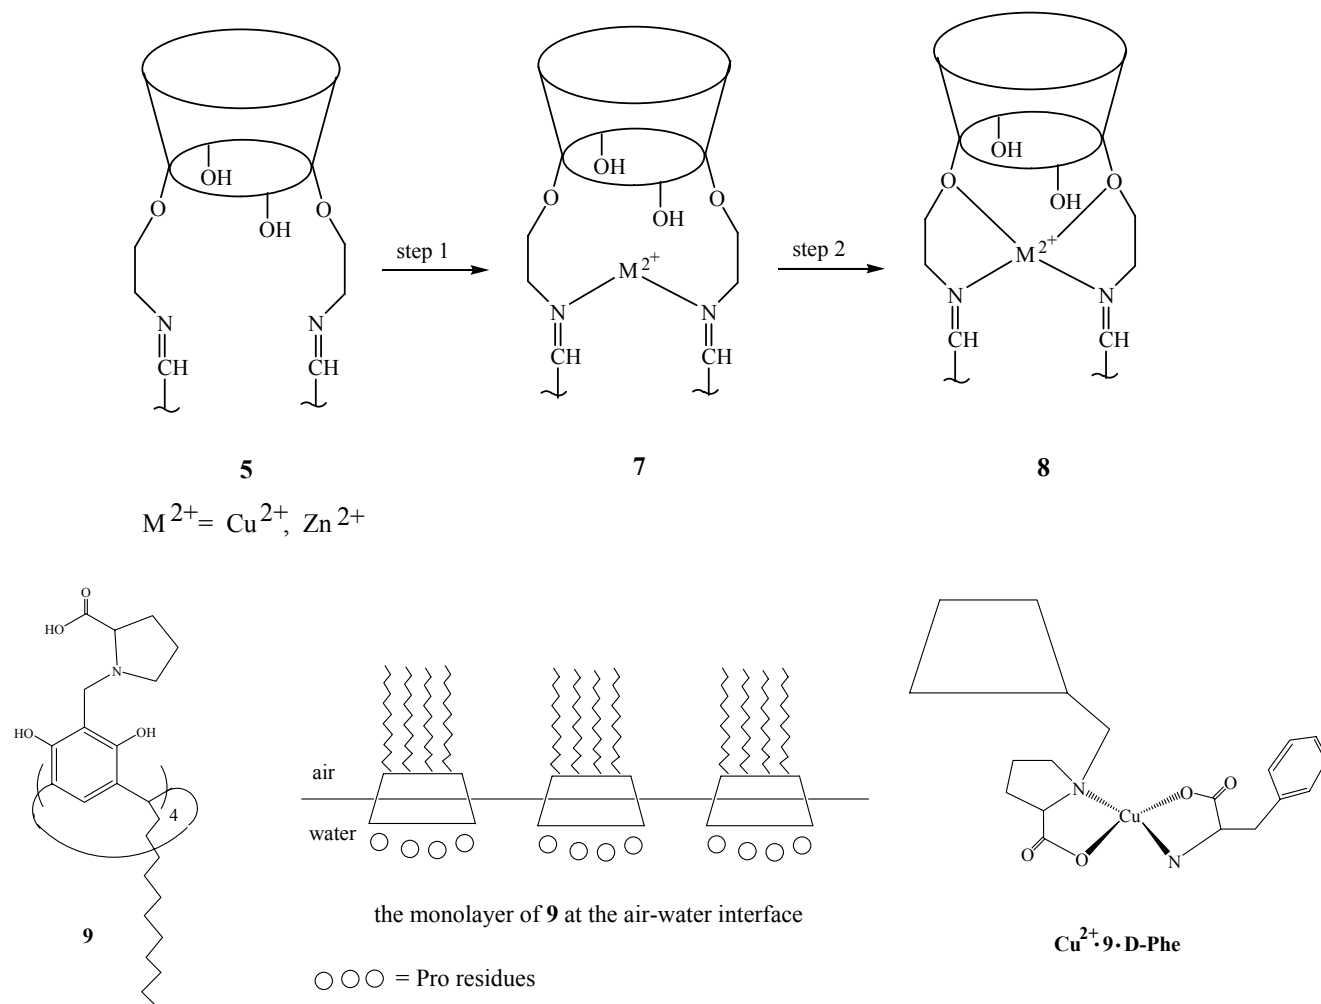 OH
OH
O
O
N
N
CH
CH
step 1
OH
OH
O
O
M2+
N
N
CH
CH
step 2
OH
OH
O
O
M2+
N
N
CH
CH
5
7
8
M2+= Cu2+, Zn2+
O
HO
N
HO
OH
4
9
air
water
the monolayer of 9 at the air-water interface
= Pro residues
N
O
O
Cu
O
O
N
Cu2+·9·D-Phe